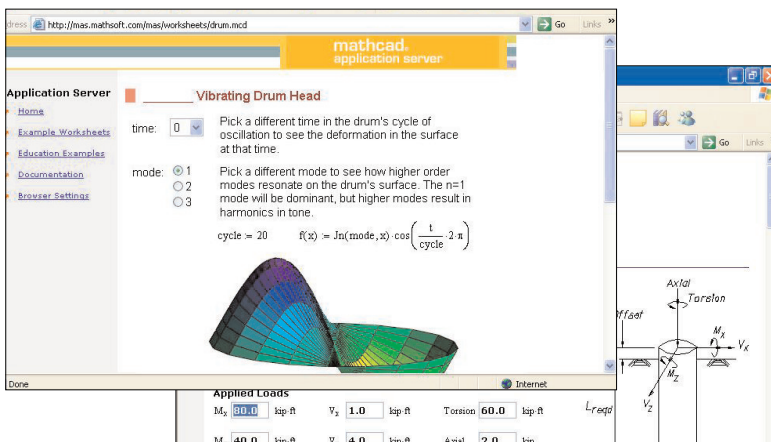 dress http://mas.mathsoft.com/mas/worksheets/drum.mcd Go Links »
mathcad.
application server
Application Server
Home
Example Worksheets
Education Examples
Documentation
Browser Settings
Vibrating Drum Head
time: 0
Pick a different time in the drum's cycle of
oscillation to see the deformation in the surface
at that time.
mode: 1
2
3
Pick a different mode to see how higher order
modes resonate on the drum's surface. The n=1
mode will be dominant, but higher modes result in
harmonics in tone.
cycle := 20 f(x) := Jn(mode,x)·cos(t/cycle·2·π)
Done Internet
Go Links
Axial
Torsion
ffset
Mx
Vx
Mz
Vz
Lreqd
Applied Loads
Mx 80.0 kip·ft Vx 1.0 kip·ft Torsion 60.0 kip·ft
40.0 kip·ft 4.0 kip·ft Axial 2.0 kip